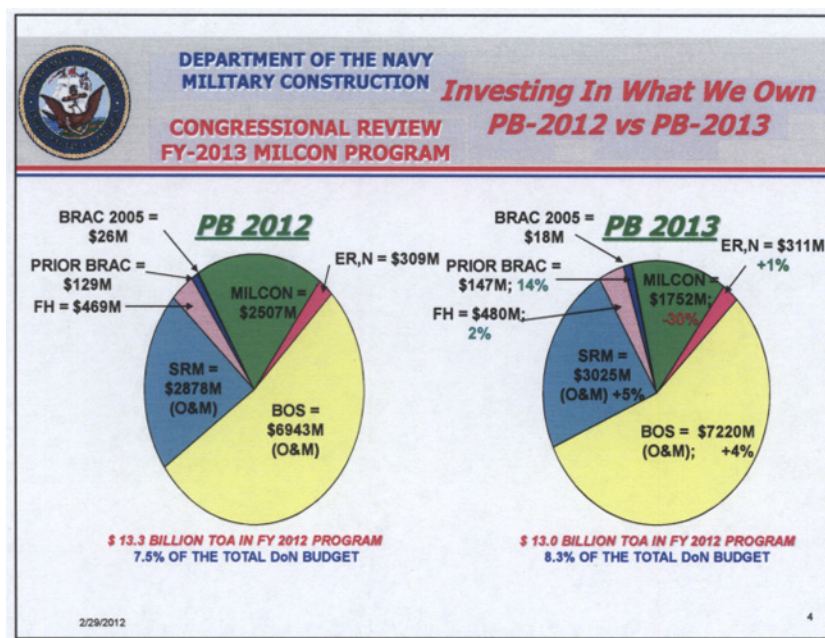 DEPARTMENT OF THE NAVY
MILITARY CONSTRUCTION
CONGRESSIONAL REVIEW
FY-2013 MILCON PROGRAM
Investing In What We Own
PB-2012 vs PB-2013
PB 2012
BRAC 2005 =
$26M
PRIOR BRAC =
$129M
FH = $469M
ER,N = $309M
MILCON =
$2507M
SRM =
$2878M
(O&M)
BOS =
$6943M
(O&M)
$ 13.3 BILLION TOA IN FY 2012 PROGRAM
7.5% OF THE TOTAL DoN BUDGET
PB 2013
BRAC 2005 =
$18M
PRIOR BRAC =
$147M; 14%
FH = $480M;
2%
ER,N = $311M
+1%
MILCON =
$1752M;
-30%
SRM =
$3025M
(O&M) +5%
BOS = $7220M
(O&M); +4%
$ 13.0 BILLION TOA IN FY 2012 PROGRAM
8.3% OF THE TOTAL DoN BUDGET
2/29/2012
4